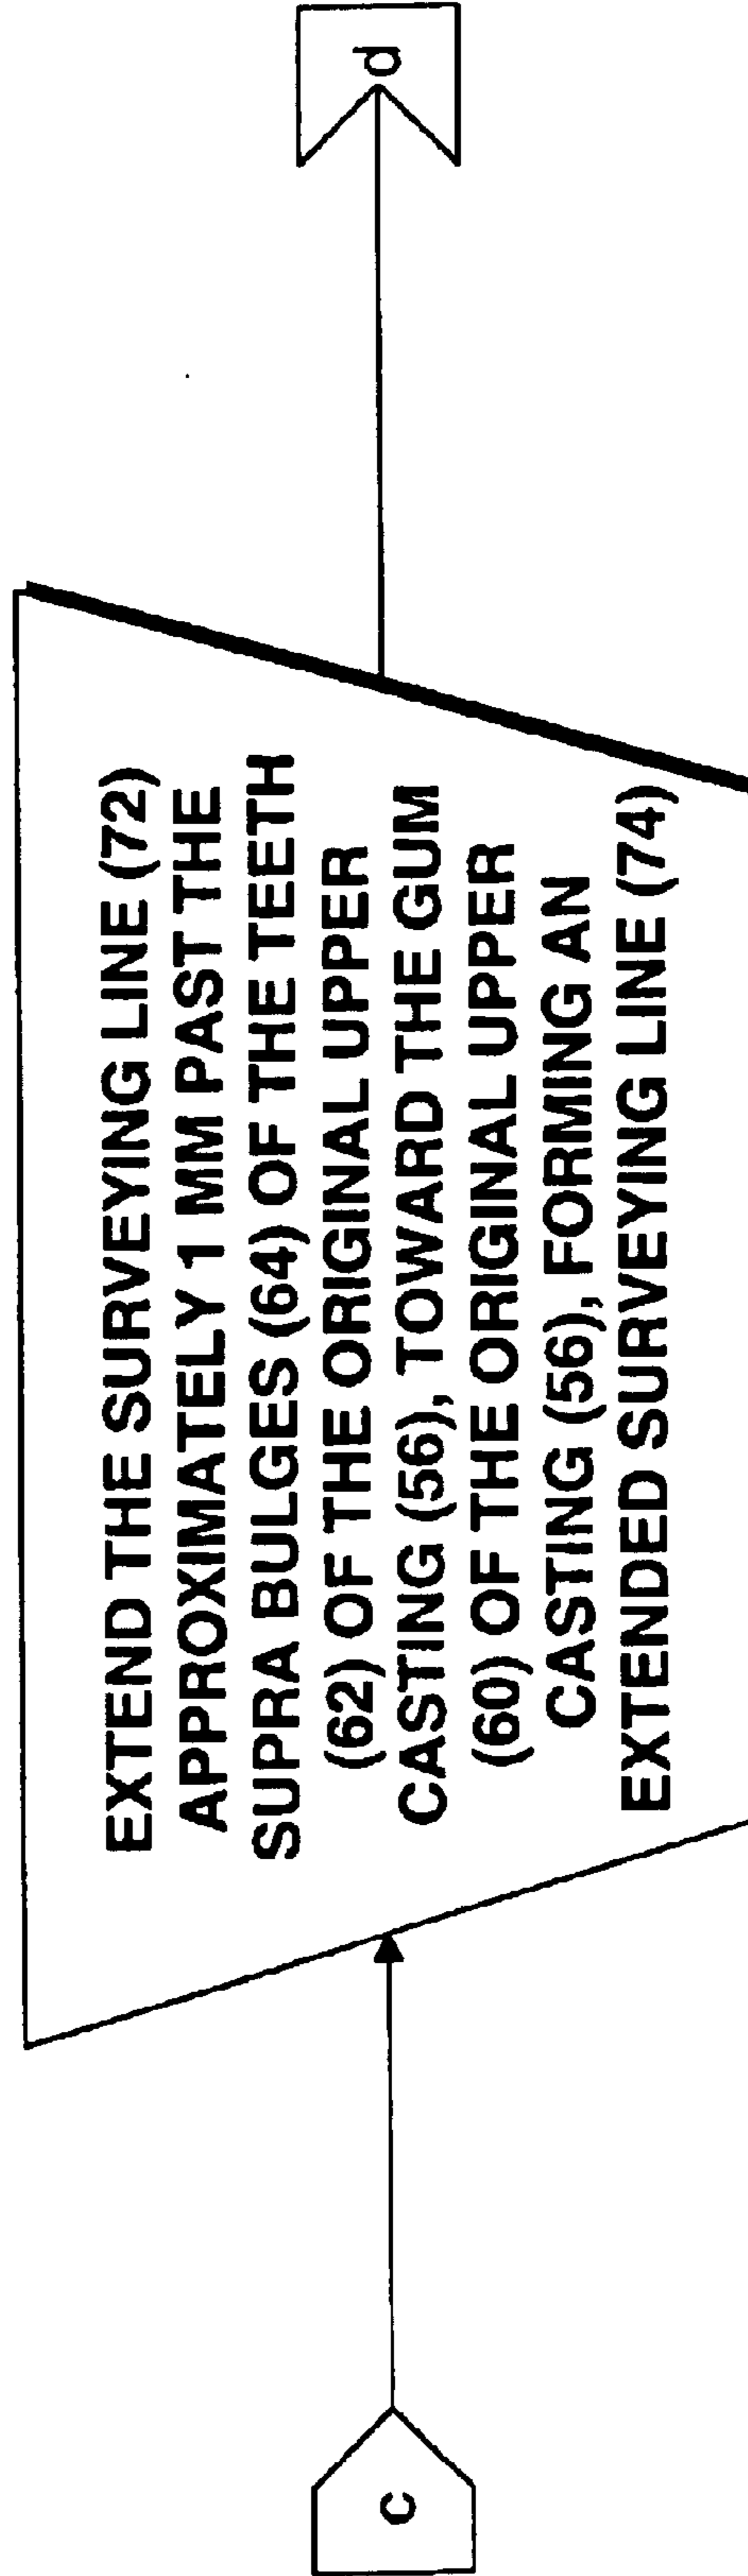 c
EXTEND THE SURVEYING LINE (72)
APPROXIMATELY 1 MM PAST THE
SUPRA BULGES (64) OF THE TEETH
(62) OF THE ORIGINAL UPPER
CASTING (56), TOWARD THE GUM
(60) OF THE ORIGINAL UPPER
CASTING (56), FORMING AN
EXTENDED SURVEYING LINE (74)
d